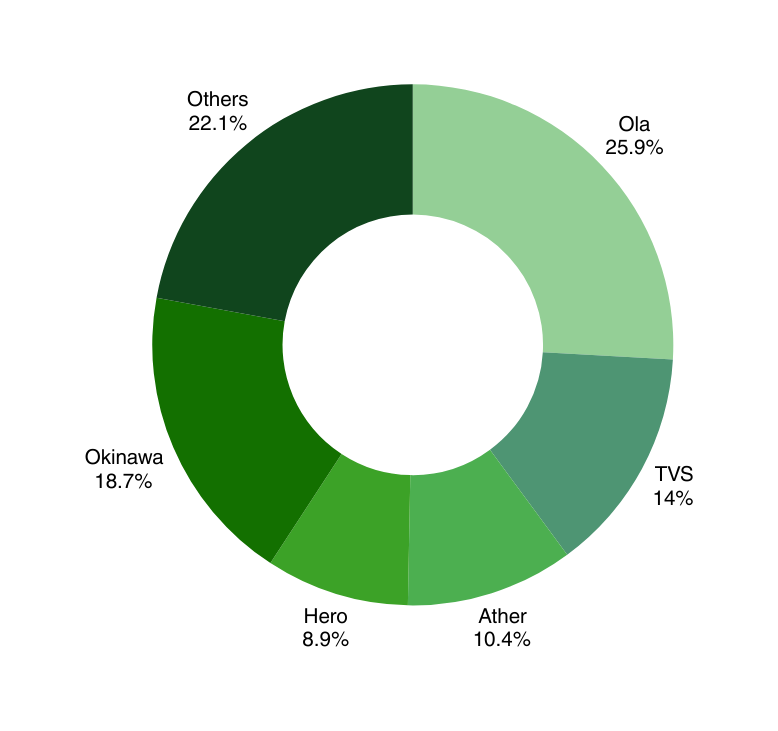 Others
22.1%
Ola
25.9%
Okinawa
18.7%
TVS
14%
Hero
8.9%
Ather
10.4%